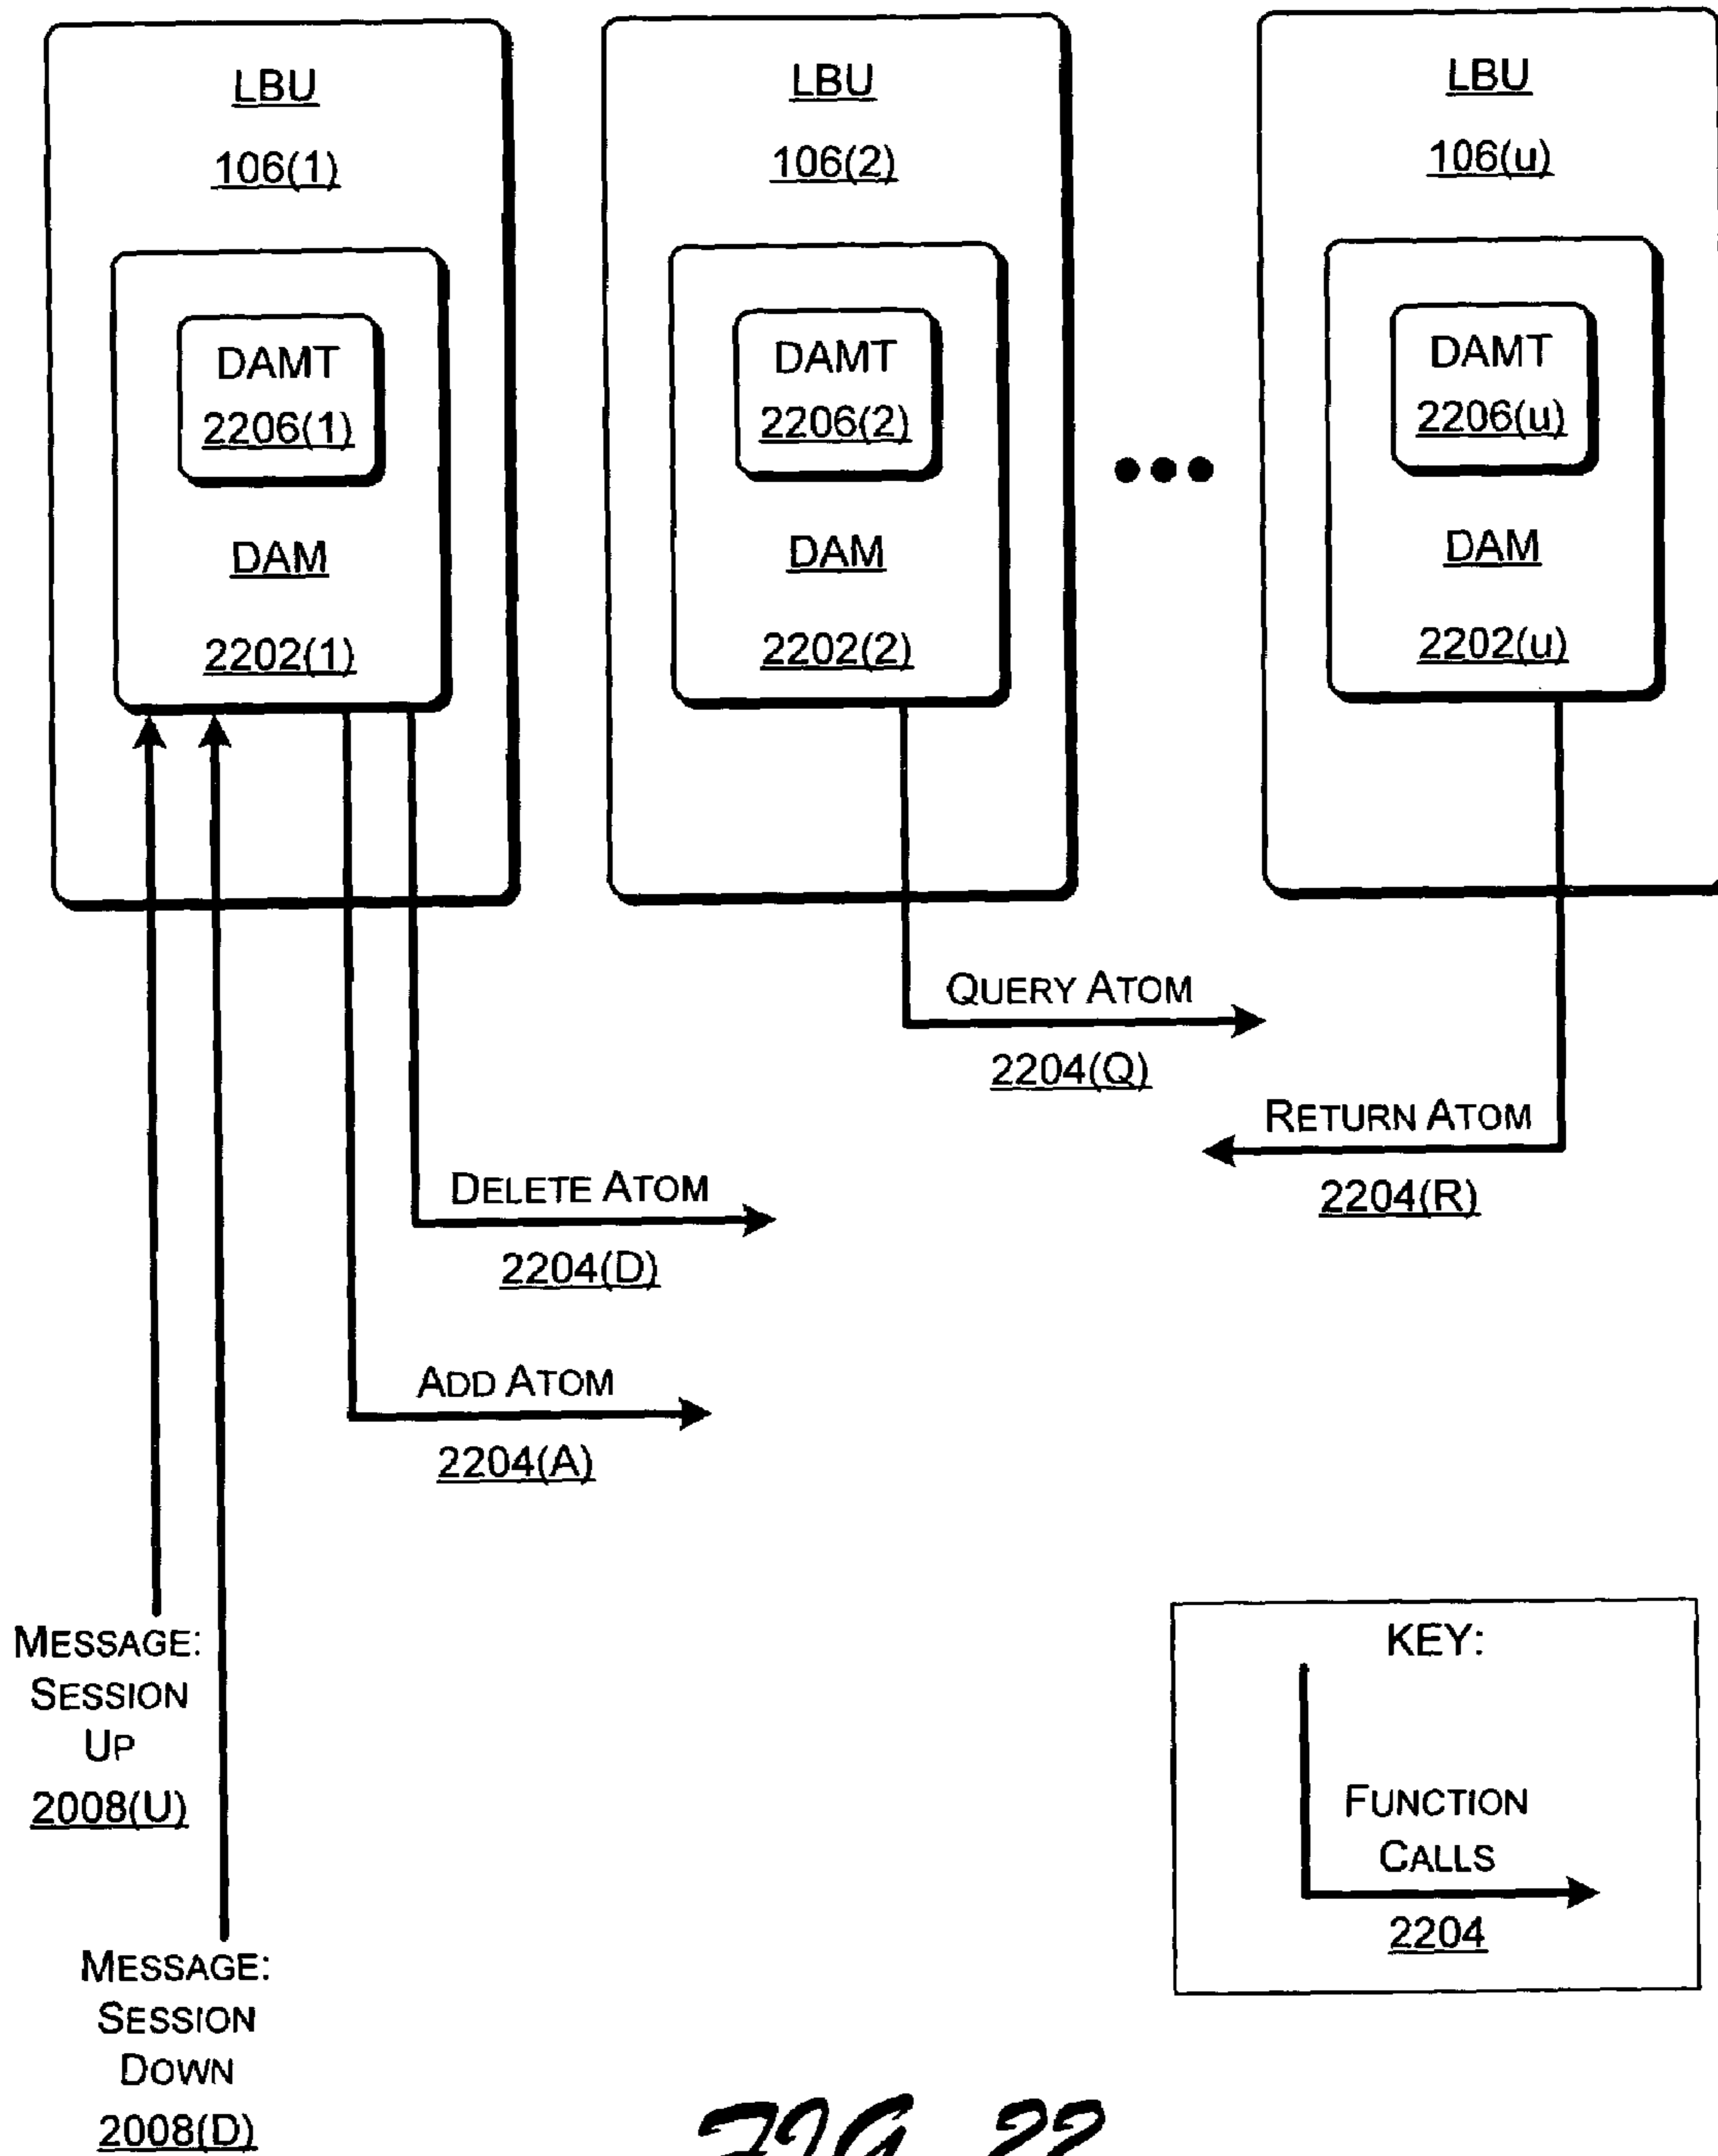 LBU
106(1)
DAMT
2206(1)
DAM
2202(1)
LBU
106(2)
DAMT
2206(2)
DAM
2202(2)
LBU
106(u)
DAMT
2206(u)
DAM
2202(u)
QUERY ATOM
2204(Q)
RETURN ATOM
2204(R)
DELETE ATOM
2204(D)
ADD ATOM
2204(A)
MESSAGE:
SESSION
UP
2008(U)
MESSAGE:
SESSION
DOWN
2008(D)
KEY:
FUNCTION
CALLS
2204
FIG. 22